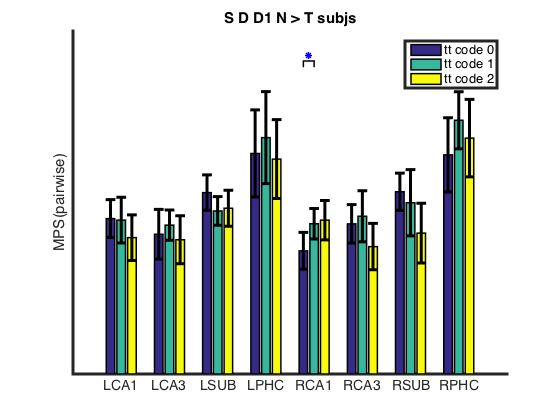 S D D1 N > T subjs
*
tt code 0
tt code 1
tt code 2
MPS(pairwise)
LCA1 LCA3 LSUB LPHC RCA1 RCA3 RSUB RPHC